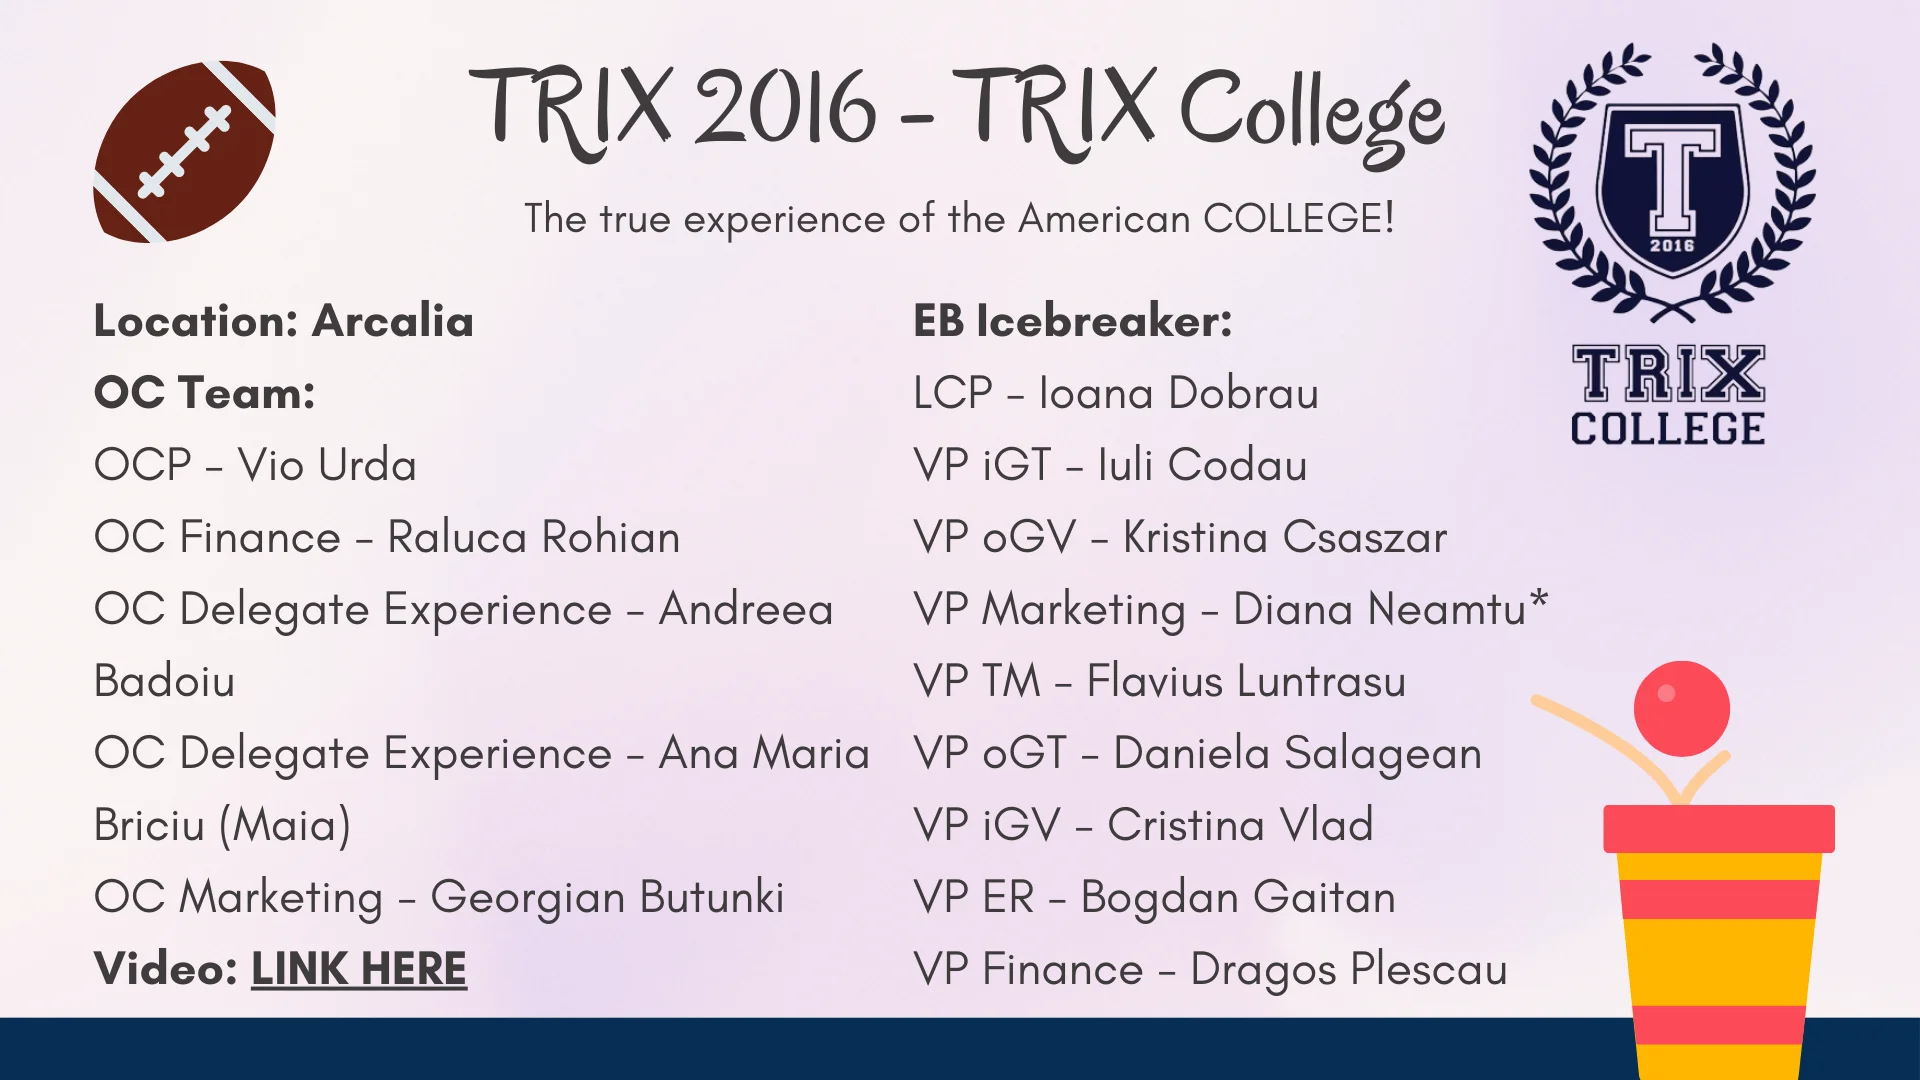 TRIX 2016 - TRIX College
The true experience of the American COLLEGE!
Location: Arcalia
OC Team:
OCP - Vio Urda
OC Finance - Raluca Rohian
OC Delegate Experience - Andreea
Badoiu
OC Delegate Experience - Ana Maria
Briciu (Maia)
OC Marketing - Georgian Butunki
Video: LINK HERE
EB Icebreaker:
LCP - Ioana Dobrau
VP iGT - Iuli Codau
VP oGV - Kristina Csaszar
VP Marketing - Diana Neamtu*
VP TM - Flavius Luntrasu
VP oGT - Daniela Salagean
VP iGV - Cristina Vlad
VP ER - Bogdan Gaitan
VP Finance - Dragos Plescau
T
2016
TRIX
COLLEGE